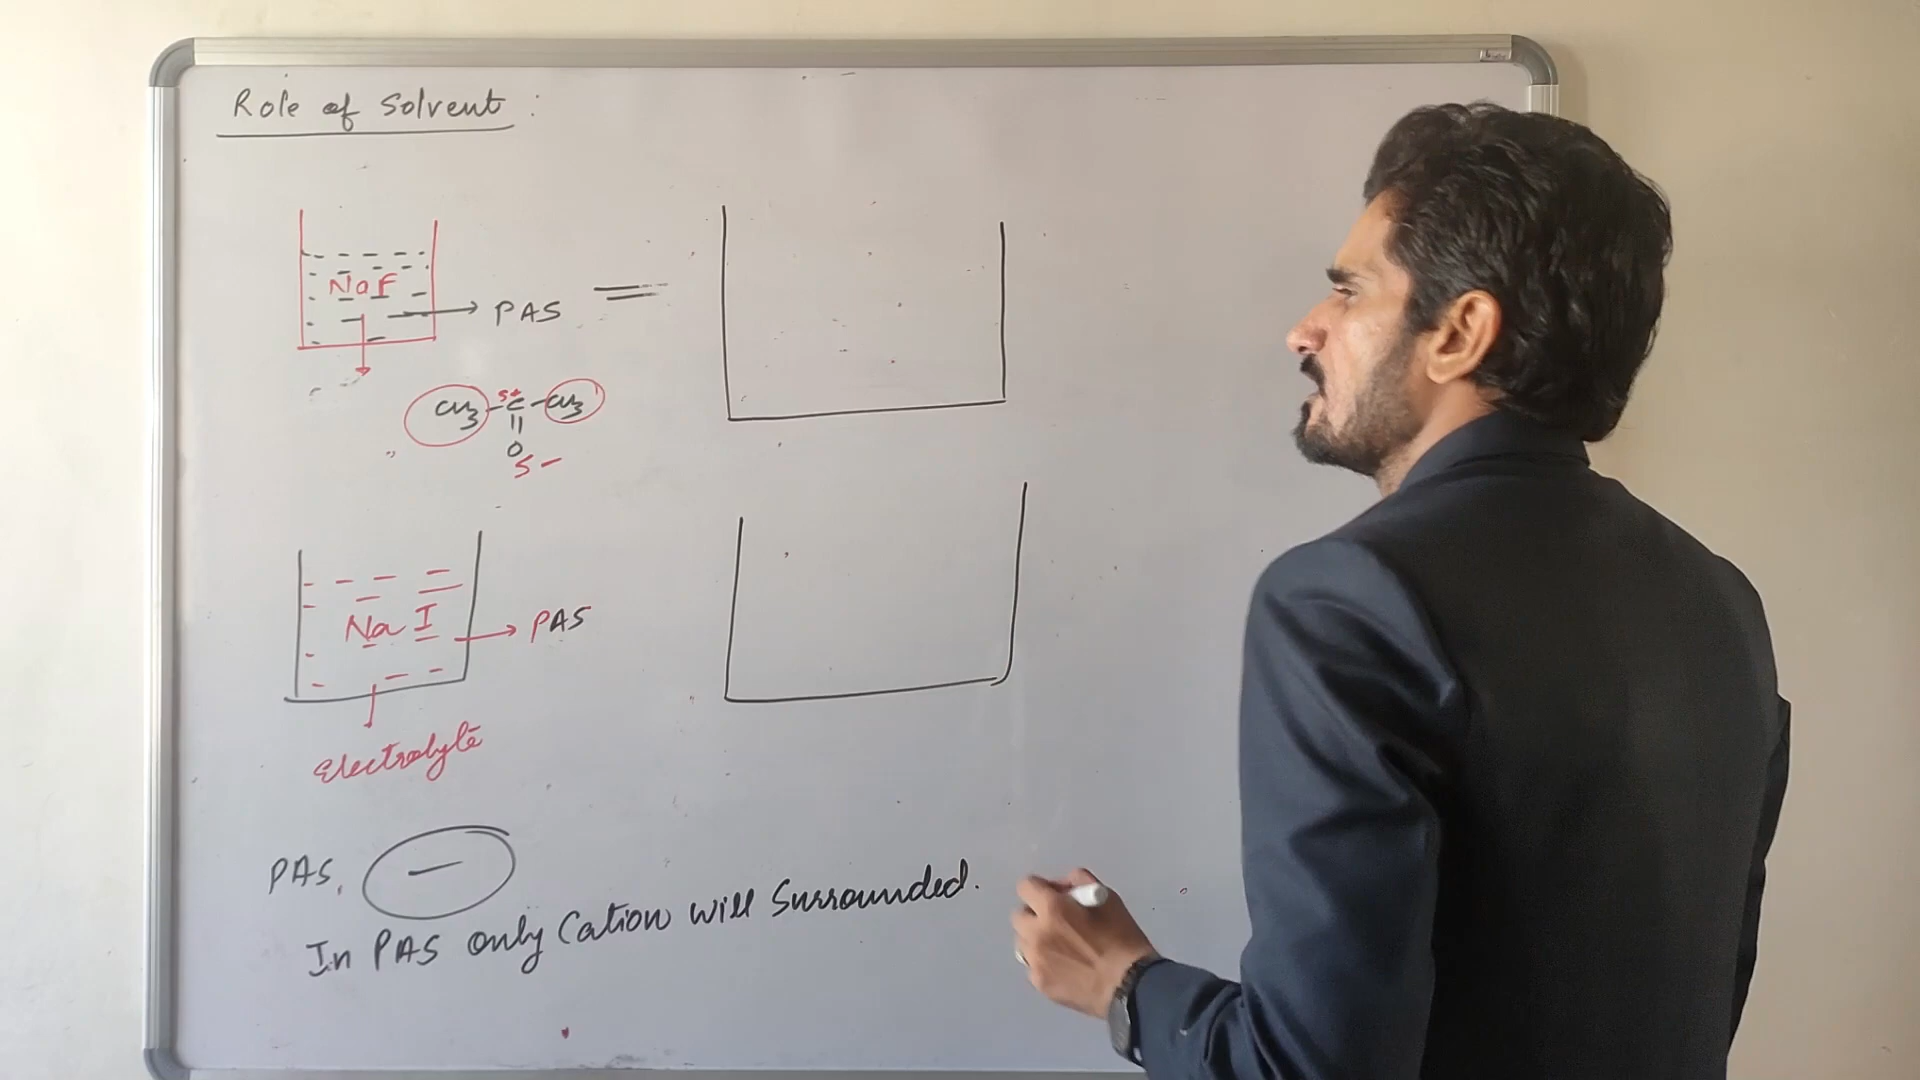 Role of Solvent :
NaF
PAS
CH3 - C - CH3
δ+
||
O
δ-
Na I
PAS
Electrolyte
PAS,
In PAS only Cation will Surrounded.